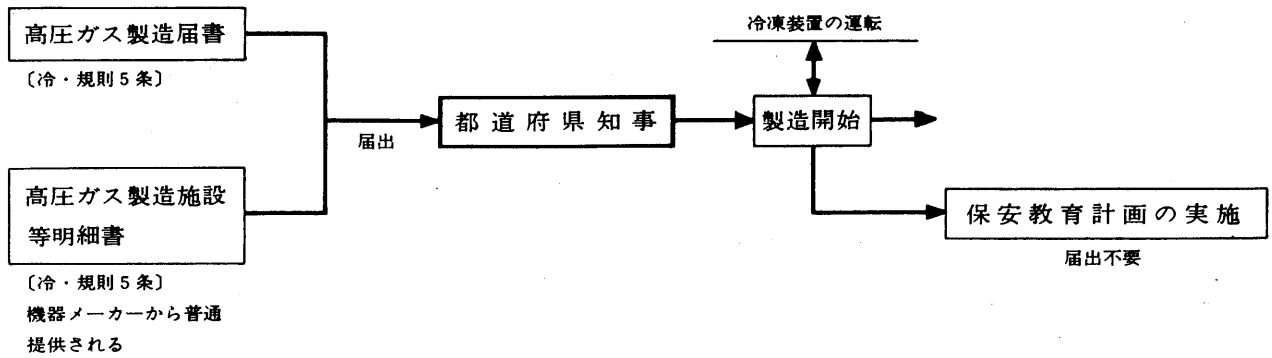 高圧ガス製造届書
〔冷・規則5条〕
高圧ガス製造施設
等明細書
〔冷・規則5条〕
機器メーカーから普通
提供される
届出
都道府県知事
冷凍装置の運転
製造開始
保安教育計画の実施
届出不要